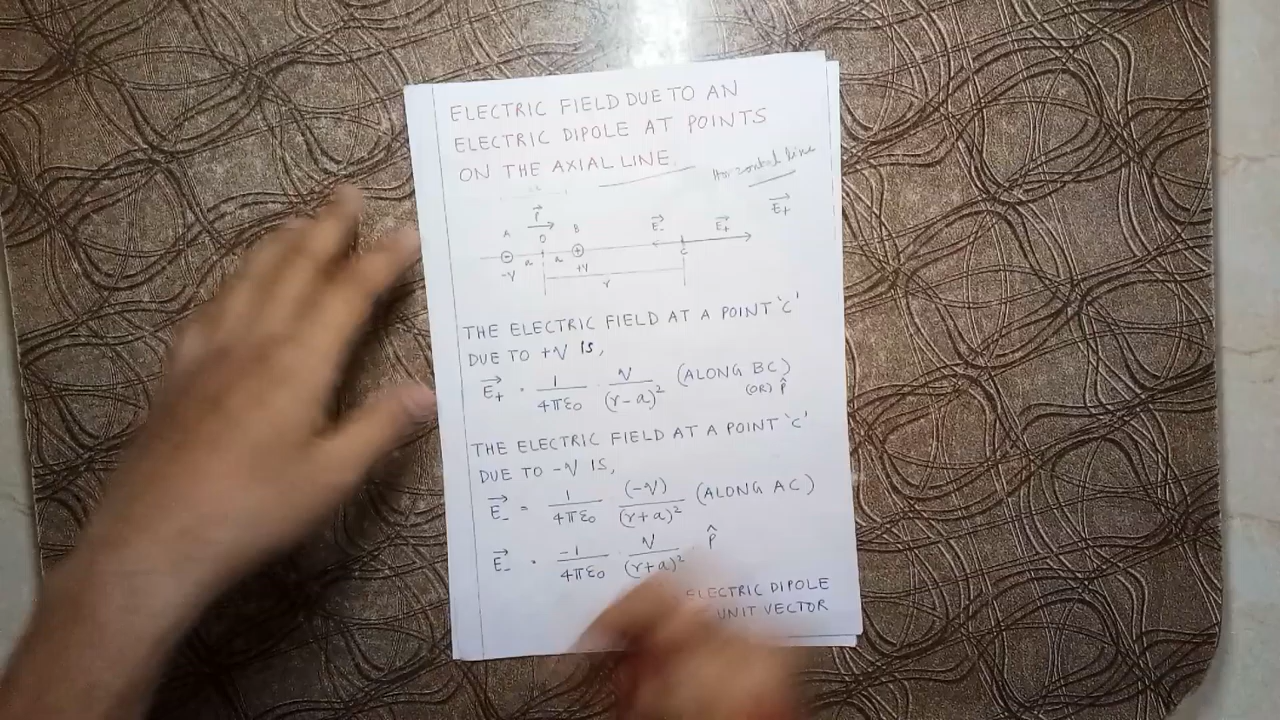 ELECTRIC FIELD DUE TO AN
ELECTRIC DIPOLE AT POINTS
ON THE AXIAL LINE.
Horizontal line
E⃗₊
P⃗
A O B E⃗₋ E⃗₊
⊖ ⊕ C
-q a a +q
r
THE ELECTRIC FIELD AT A POINT 'C'
DUE TO +q IS,
E⃗₊ = 1/4πε₀ · q/(r-a)² (ALONG BC)
(OR) P̂
THE ELECTRIC FIELD AT A POINT 'C'
DUE TO -q IS,
E⃗₋ = 1/4πε₀ (-q)/(r+a)² (ALONG AC)
E⃗₋ = -1/4πε₀ · q/(r+a)² P̂
ELECTRIC DIPOLE
UNIT VECTOR